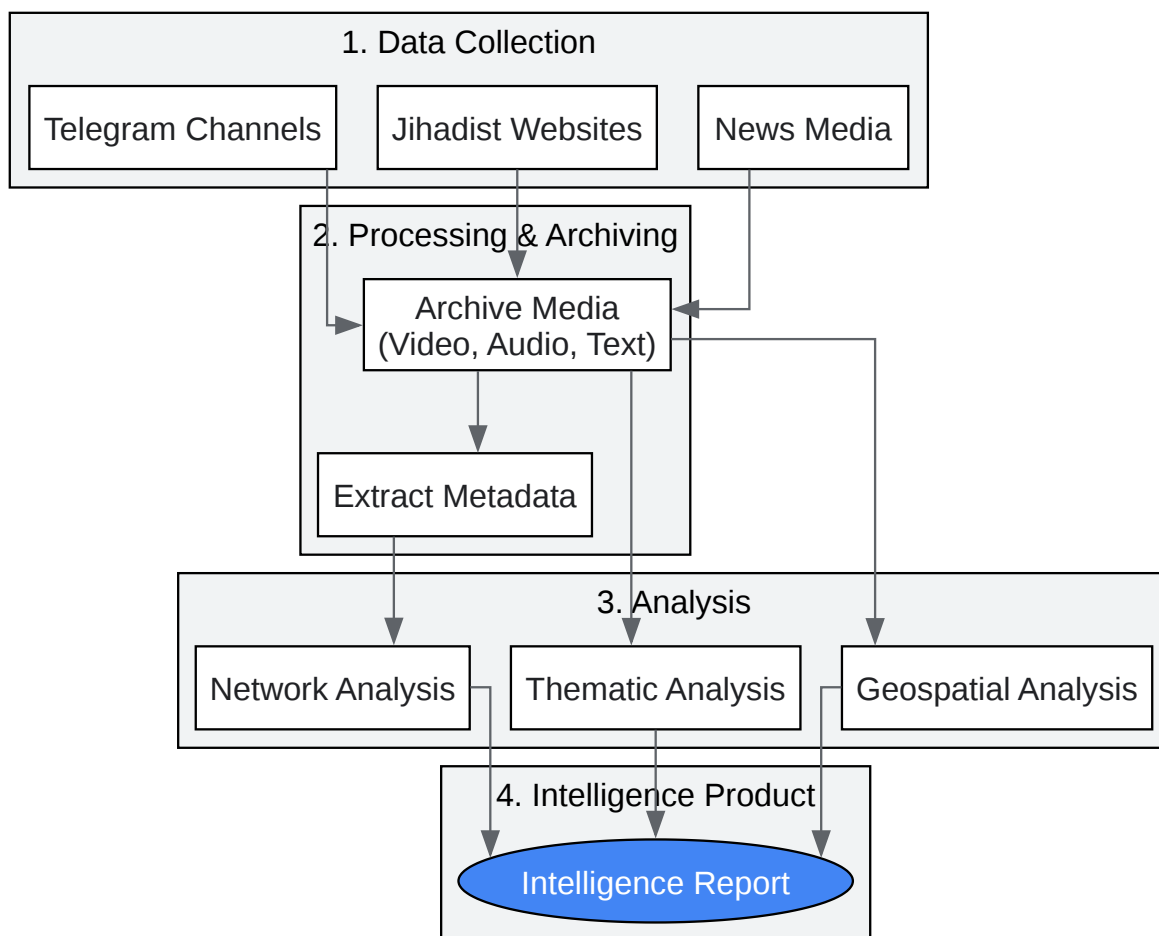 1. Data Collection
Telegram Channels
Jihadist Websites
News Media
2. Processing & Archiving
Archive Media
(Video, Audio, Text)
Extract Metadata
3. Analysis
Network Analysis
Thematic Analysis
Geospatial Analysis
4. Intelligence Product
Intelligence Report